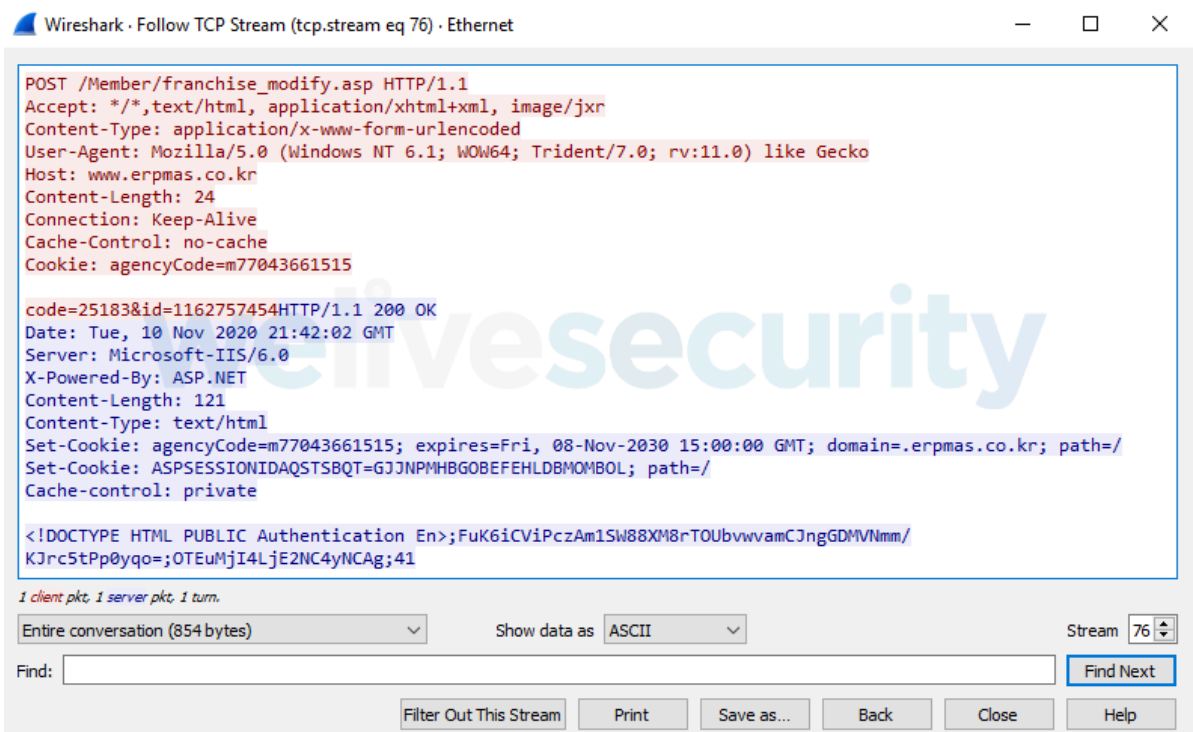 Wireshark · Follow TCP Stream (tcp.stream eq 76) · Ethernet
POST /Member/franchise_modify.asp HTTP/1.1
Accept: */*,text/html, application/xhtml+xml, image/jxr
Content-Type: application/x-www-form-urlencoded
User-Agent: Mozilla/5.0 (Windows NT 6.1; WOW64; Trident/7.0; rv:11.0) like Gecko
Host: www.erpmas.co.kr
Content-Length: 24
Connection: Keep-Alive
Cache-Control: no-cache
Cookie: agencyCode=m77043661515
code=25183&id=1162757454HTTP/1.1 200 OK
Date: Tue, 10 Nov 2020 21:42:02 GMT
Server: Microsoft-IIS/6.0
X-Powered-By: ASP.NET
Content-Length: 121
Content-Type: text/html
Set-Cookie: agencyCode=m77043661515; expires=Fri, 08-Nov-2030 15:00:00 GMT; domain=.erpmas.co.kr; path=/
Set-Cookie: ASPSESSIONIDAQSTSBQT=GJJNPMHBGOBEFEHLDBMOMBOL; path=/
Cache-control: private
<!DOCTYPE HTML PUBLIC Authentication En>;FuK6iCViPczAm1SW88XM8rTOUbvwvamCJngGDMVNmm/
KJrc5tPp0yqo=;OTEuMjI4LjE2NC4yNCAg;41
welivesecurity
1 client pkt, 1 server pkt, 1 turn.
Entire conversation (854 bytes) Show data as ASCII Stream 76
Find: Find Next
Filter Out This Stream Print Save as... Back Close Help